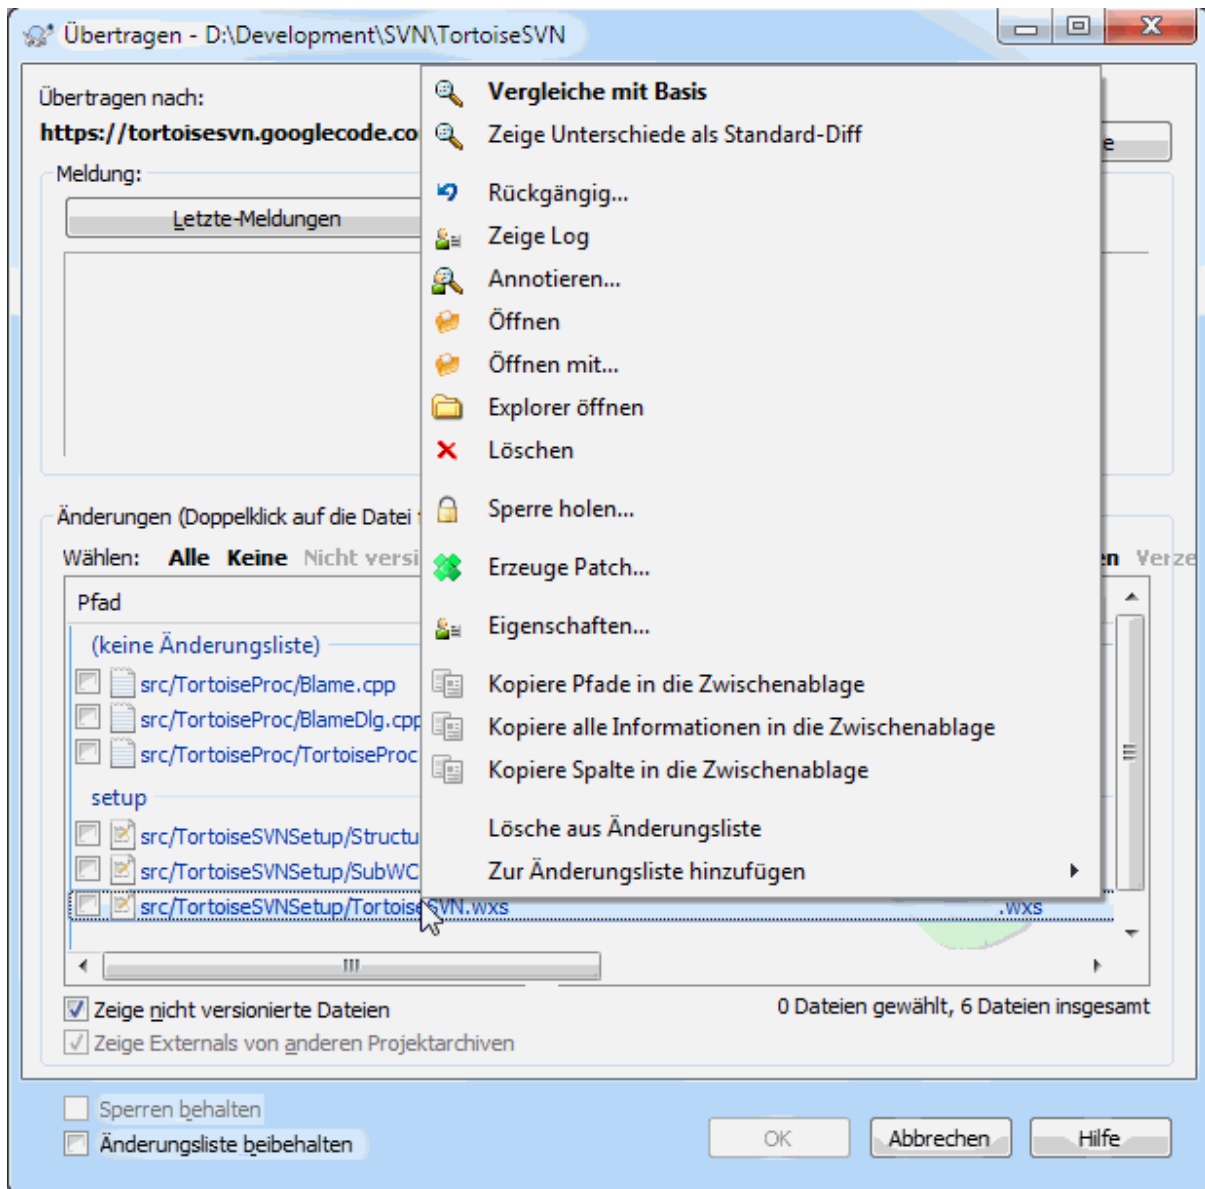 Übertragen - D:\Development\SVN\TortoiseSVN
Übertragen nach:
https://tortoisesvn.googlecode.co
Meldung:
Letzte-Meldungen
Vergleiche mit Basis
Zeige Unterschiede als Standard-Diff
Rückgängig...
Zeige Log
Annotieren...
Öffnen
Öffnen mit...
Explorer öffnen
Löschen
Sperre holen...
Erzeuge Patch...
Eigenschaften...
Kopiere Pfade in die Zwischenablage
Kopiere alle Informationen in die Zwischenablage
Kopiere Spalte in die Zwischenablage
Lösche aus Änderungsliste
Zur Änderungsliste hinzufügen
Änderungen (Doppelklick auf die Datei
Wählen: Alle Keine Nicht versi en Verze
Pfad
(keine Änderungsliste)
src/TortoiseProc/Blame.cpp
src/TortoiseProc/BlameDlg.cpp
src/TortoiseProc/TortoiseProc
setup
src/TortoiseSVNSetup/Structu
src/TortoiseSVNSetup/SubWC
src/TortoiseSVNSetup/TortoiseSVN.wxs .wxs
Zeige nicht versionierte Dateien
0 Dateien gewählt, 6 Dateien insgesamt
Zeige Externals von anderen Projektarchiven
Sperren behalten
Änderungsliste beibehalten
OK Abbrechen Hilfe